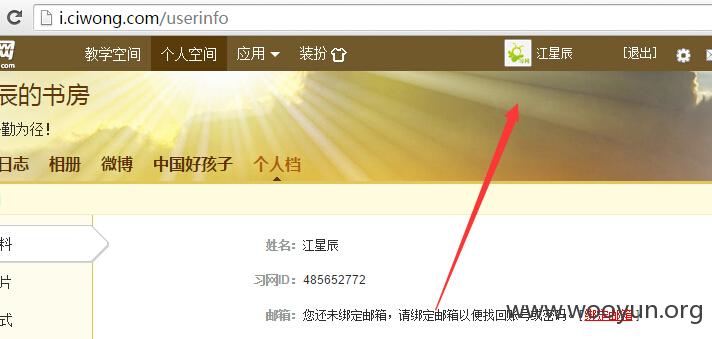 i.ciwong.com/userinfo
教学空间 个人空间 应用 装扮 江星辰 [退出]
.com
辰的书房
勤为径！
日志 相册 微博 中国好孩子 个人档
料
姓名： 江星辰
片
习网ID： 485652772
式
邮箱： 您还未绑定邮箱，请绑定邮箱以便找回账号或密码。[绑定邮箱]
www.wooyun.org